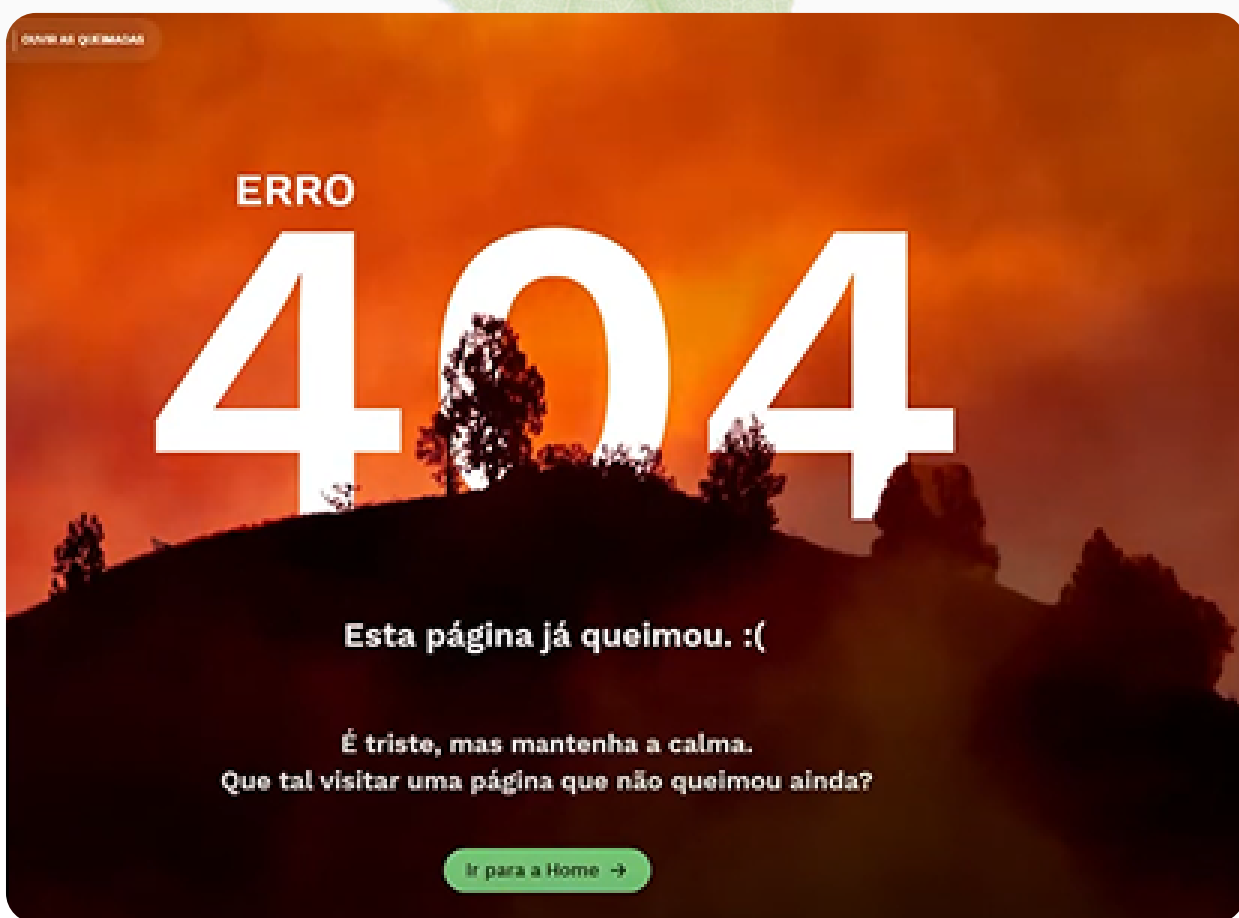 OUVIR AS QUEIMADAS
ERRO
404
Esta página já queimou. :(
É triste, mas mantenha a calma.
Que tal visitar uma página que não queimou ainda?
Ir para a Home →